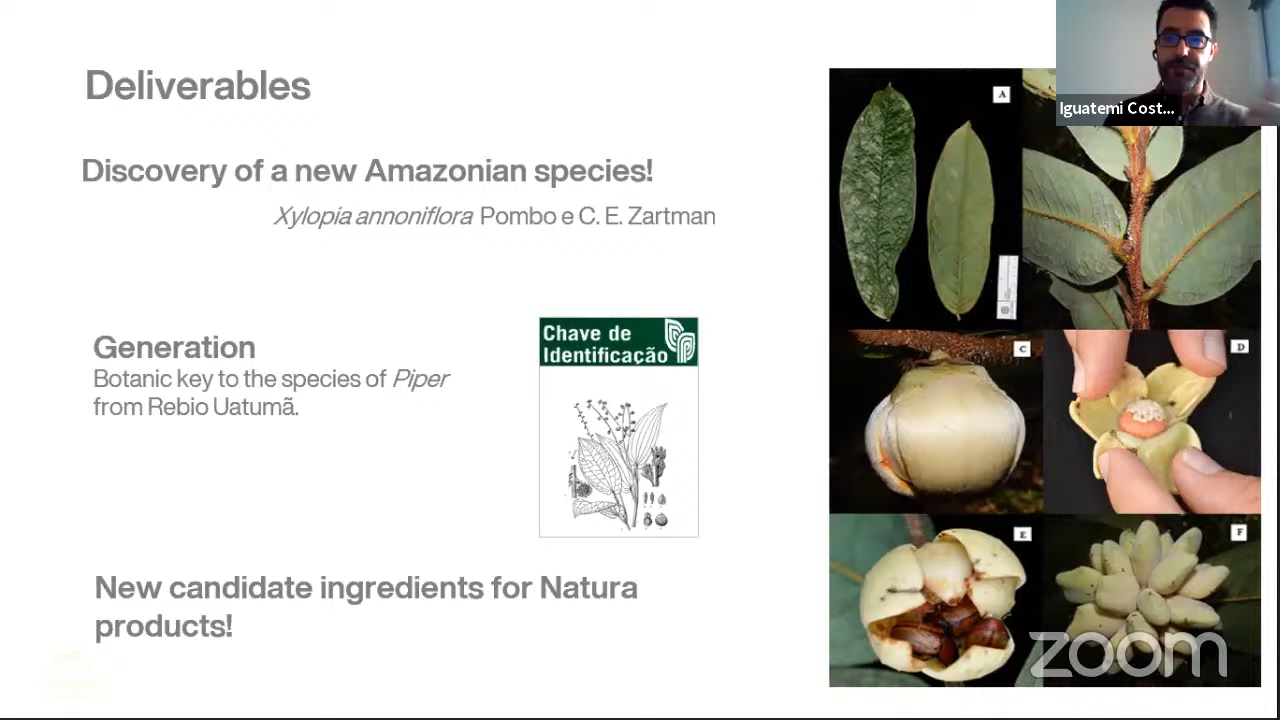 Deliverables
Iguatemi Cost...
Discovery of a new Amazonian species!
Xylopia annoniflora Pombo e C. E. Zartman
Generation
Botanic key to the species of Piper
from Rebio Uatumã.
Chave de
Identificação
New candidate ingredients for Natura
products!
A
C
D
E
F
zoom